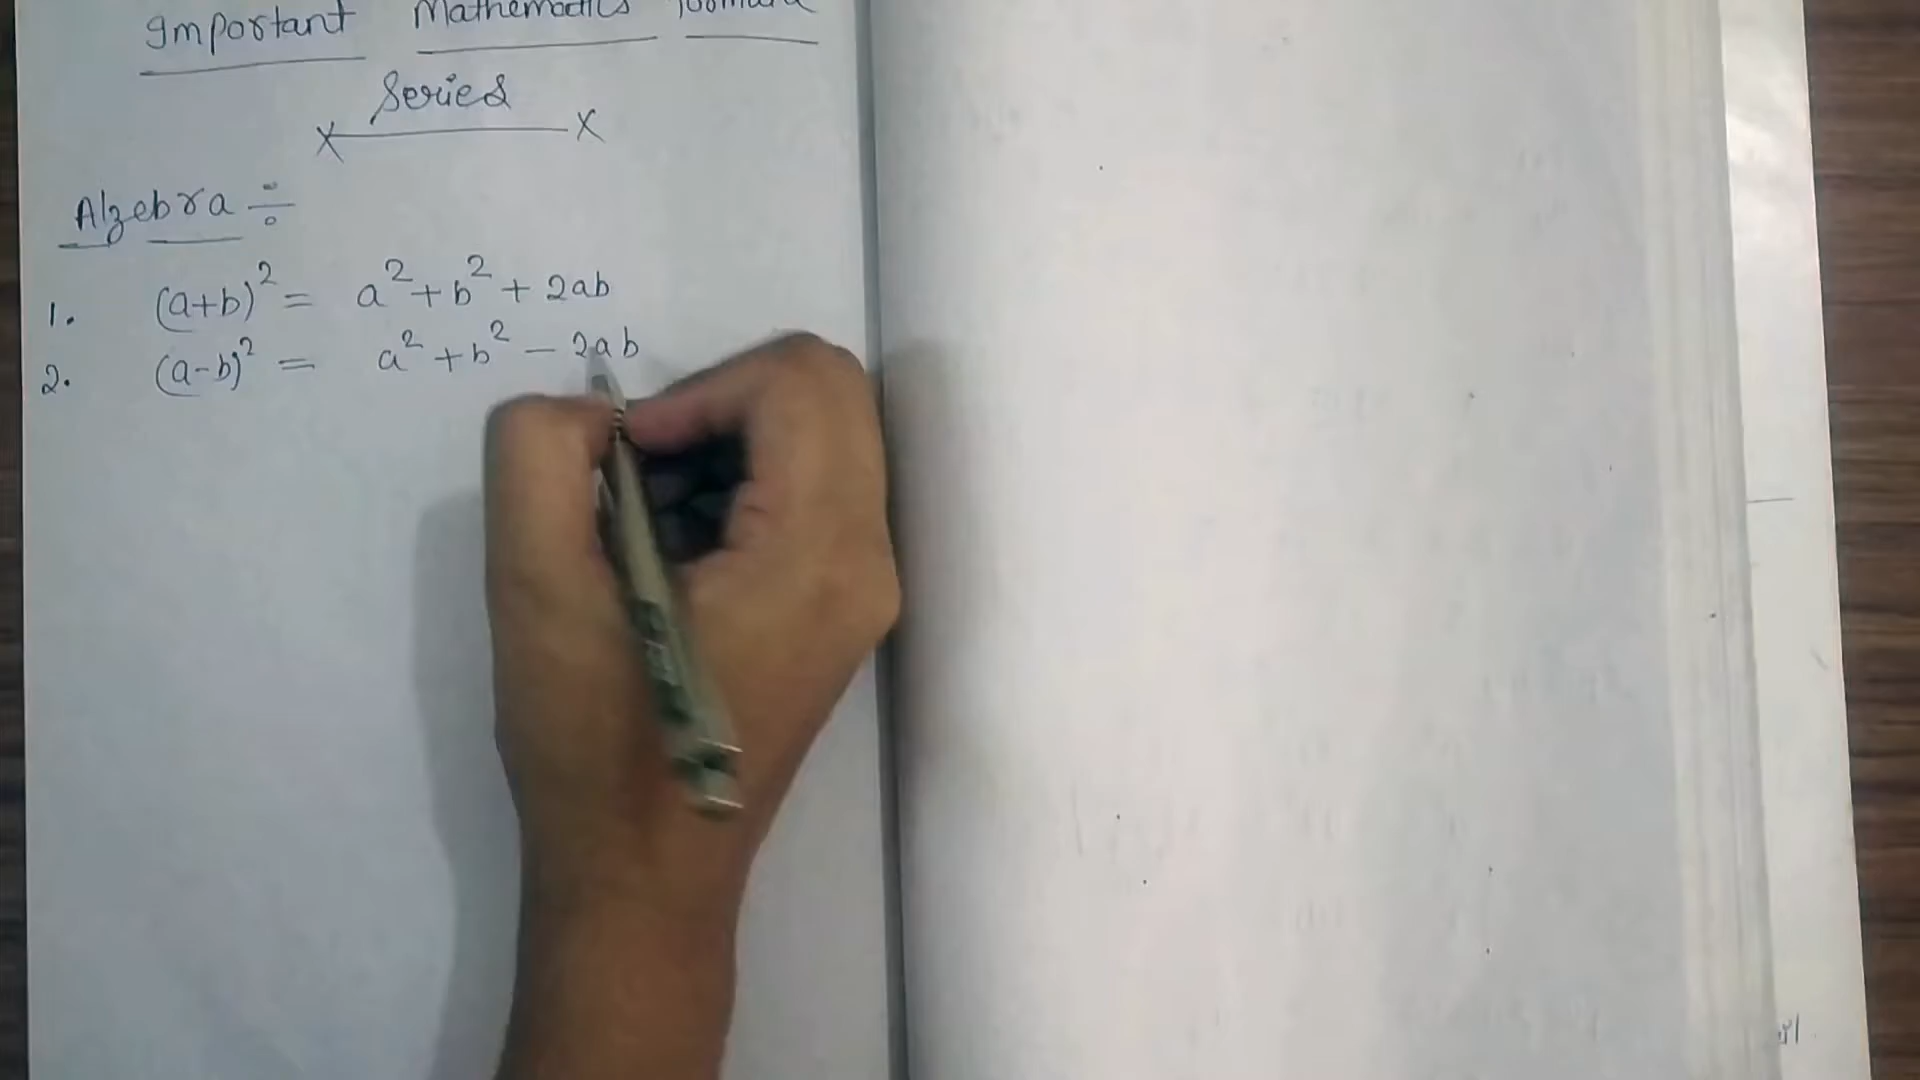 Important Mathematics
Series
x x
Alzebra ÷
1. (a+b)² = a² + b² + 2ab
2. (a-b)² = a² + b² - 2ab